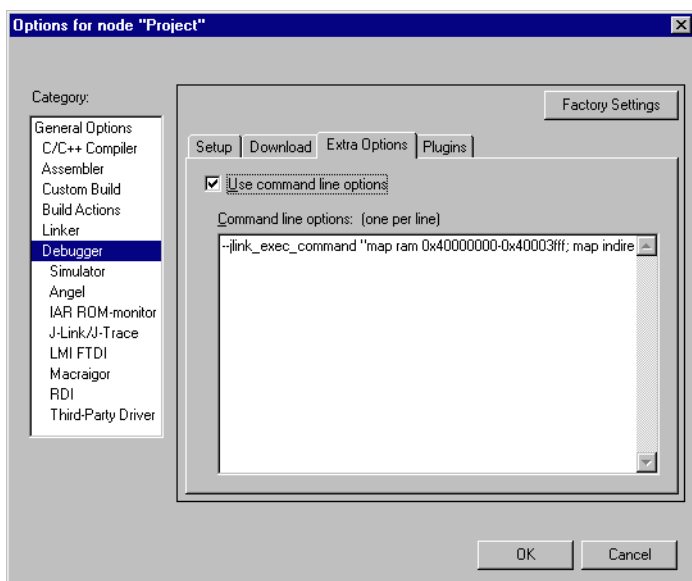 Options for node "Project"
Category:
General Options
C/C++ Compiler
Assembler
Custom Build
Build Actions
Linker
Debugger
Simulator
Angel
IAR ROM-monitor
J-Link/J-Trace
LMI FTDI
Macraigor
RDI
Third-Party Driver
Factory Settings
Setup Download Extra Options Plugins
Use command line options
Command line options: (one per line)
--jlink_exec_command "map ram 0x40000000-0x40003fff; map indire
OK Cancel